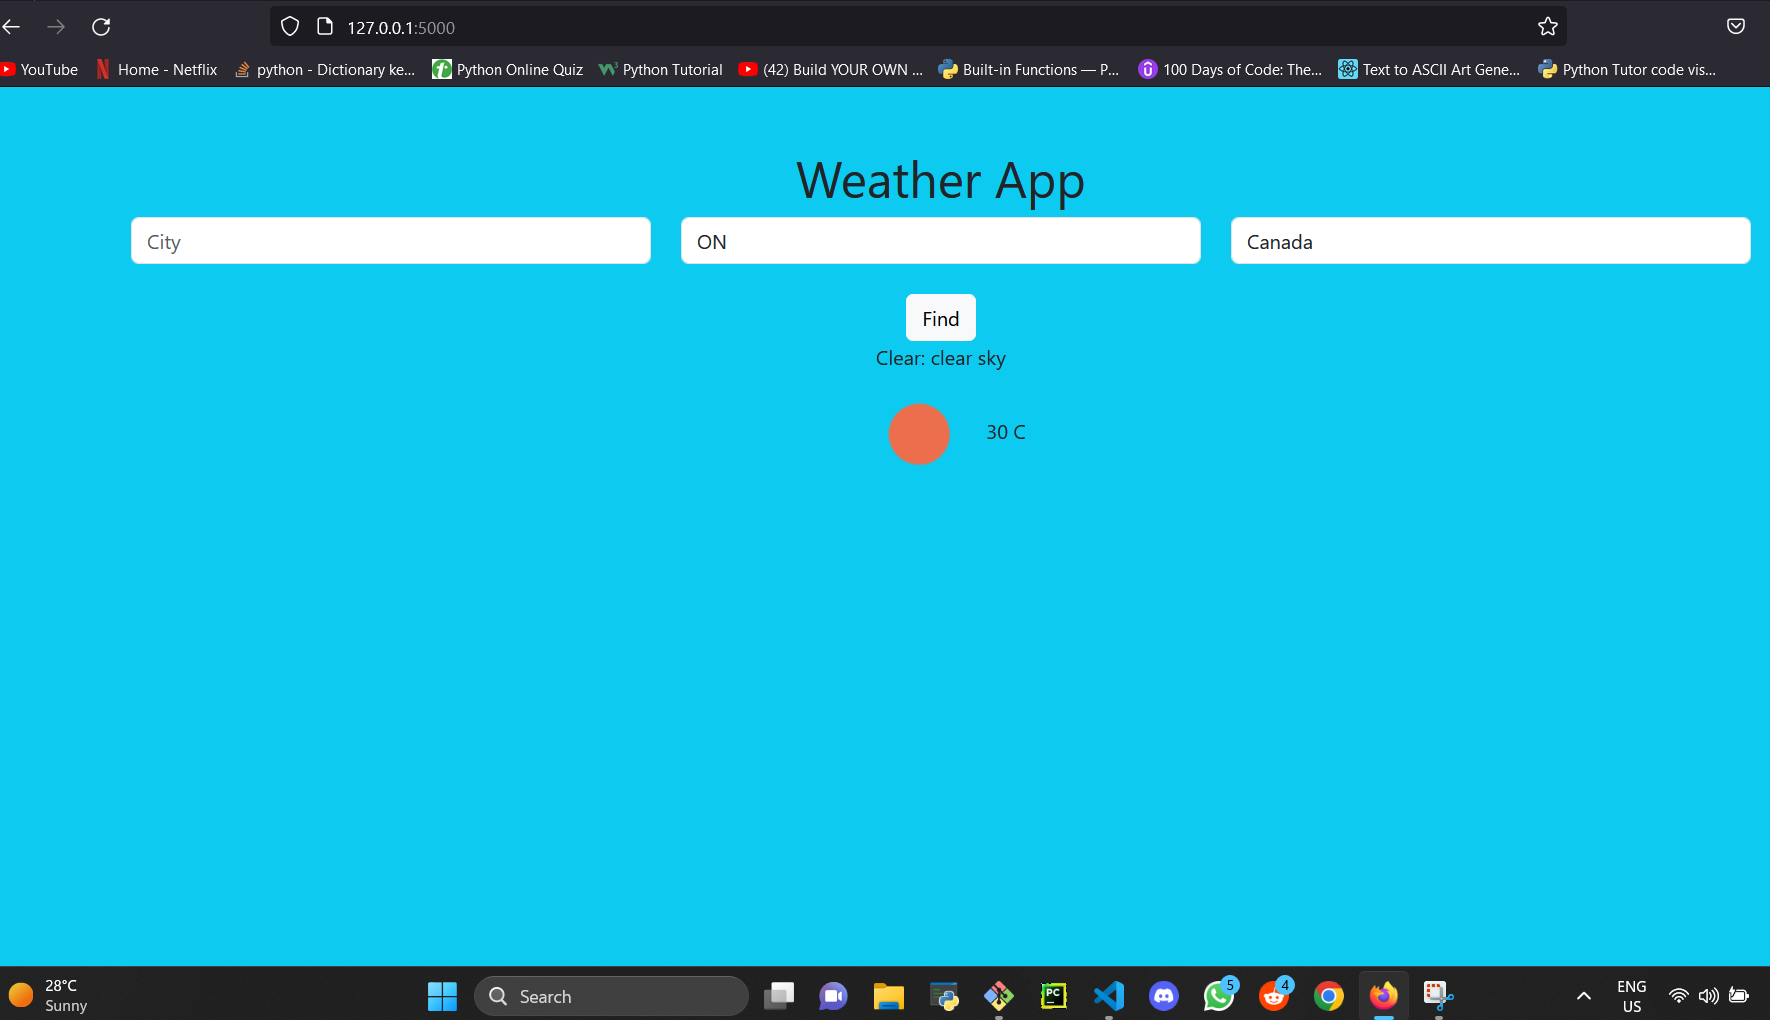 127.0.0.1:5000
YouTube Home - Netflix python - Dictionary ke... Python Online Quiz Python Tutorial (42) Build YOUR OWN ... Built-in Functions — P... 100 Days of Code: The... Text to ASCII Art Gene... Python Tutor code vis...
Weather App
City ON Canada
Find
Clear: clear sky
30 C
28°C
Sunny
Search
PC
5
4
ENG
US